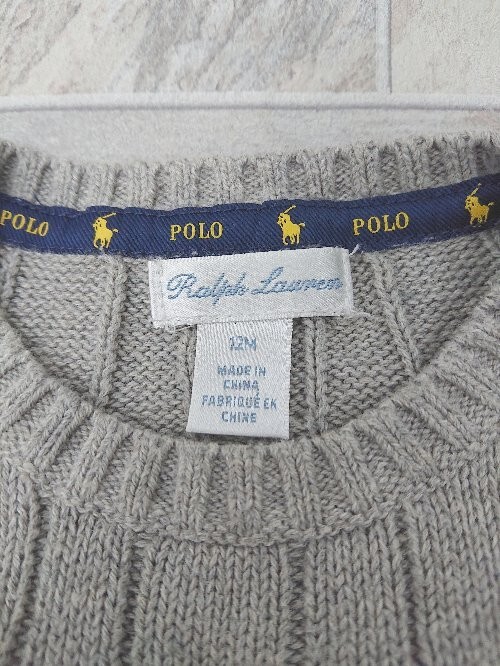 POLO POLO POLO
Ralph Lauren
12M
MADE IN
CHINA
FABRIQUÉ EN
CHINE